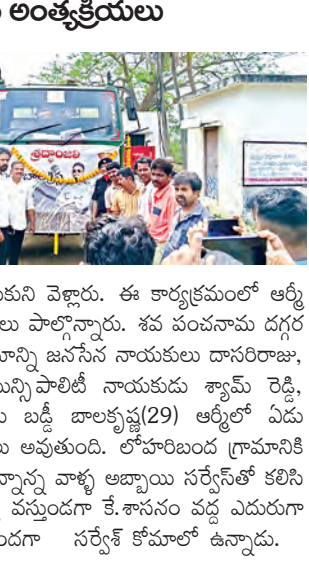 అంత్యక్రియలు
శ్రద్ధాంజలి
కుని వెళ్లారు. ఈ కార్యక్రమంలో ఆర్మీ
లు పాల్గొన్నారు. శవ పంచనామ దగ్గర
జనసేన నాయకులు దాసరిరాజు,
నాయకుడు శ్యామ్ రెడ్డి,
బడ్డీ బాలకృష్ణ(29) ఆర్మీలో ఏడు
అవుతుంది. లోహరిబంద గ్రామానికి
వాళ్ళ అబ్బాయి సర్వేస్‌తో కలిసి
వస్తుండగా కే.శాసనం వద్ద ఎదురుగా
సర్వేశ్ కోమాలో ఉన్నాడు.